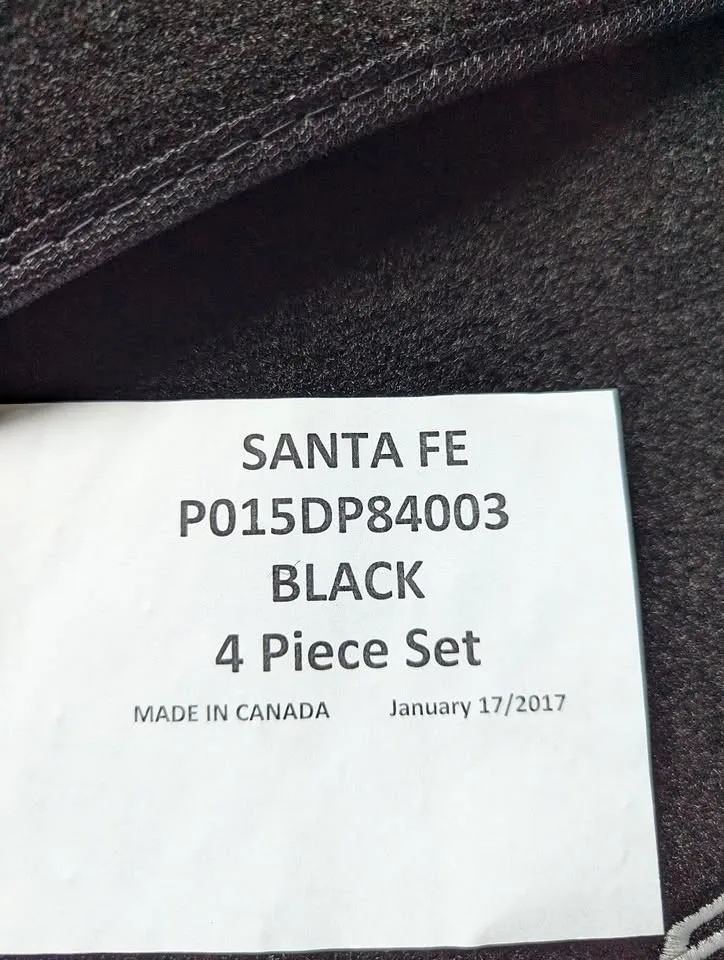 SANTA FE
P015DP84003
BLACK
4 Piece Set
MADE IN CANADA January 17/2017